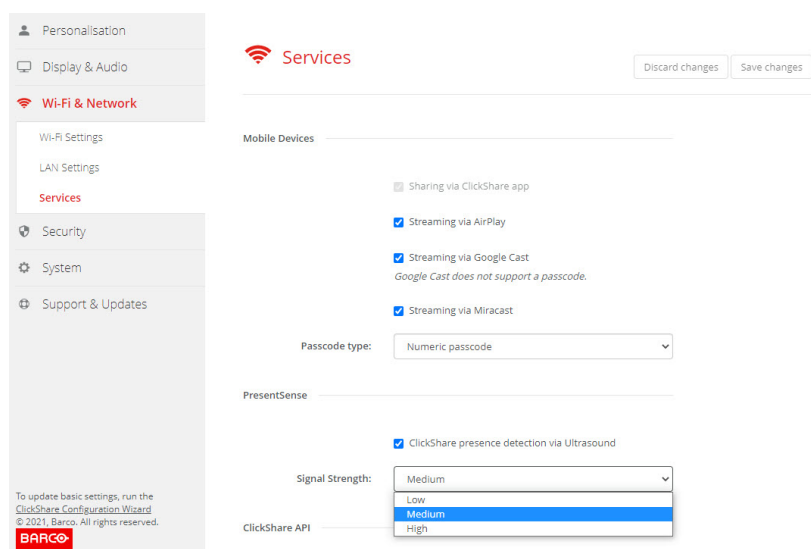 Personalisation
Display & Audio
Wi-Fi & Network
Wi-Fi Settings
LAN Settings
Services
Security
System
Support & Updates
To update basic settings, run the
ClickShare Configuration Wizard
© 2021, Barco. All rights reserved.
BARCO
Services
Discard changes
Save changes
Mobile Devices
Sharing via ClickShare app
Streaming via AirPlay
Streaming via Google Cast
Google Cast does not support a passcode.
Streaming via Miracast
Passcode type:
Numeric passcode
PresentSense
ClickShare presence detection via Ultrasound
Signal Strength:
Medium
Low
Medium
High
ClickShare API